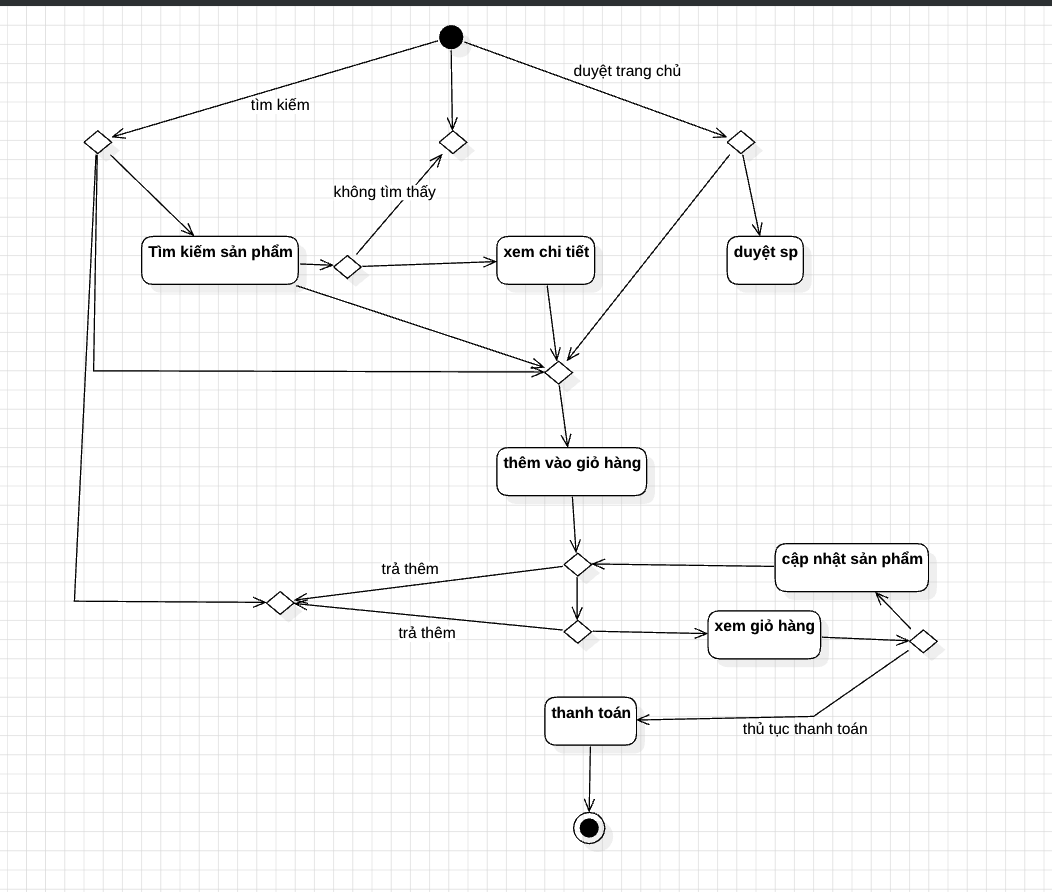 duyệt trang chủ
tìm kiếm
không tìm thấy
Tìm kiếm sản phẩm
xem chi tiết
duyệt sp
thêm vào giỏ hàng
cập nhật sản phẩm
trả thêm
xem giỏ hàng
trả thêm
thanh toán
thủ tục thanh toán